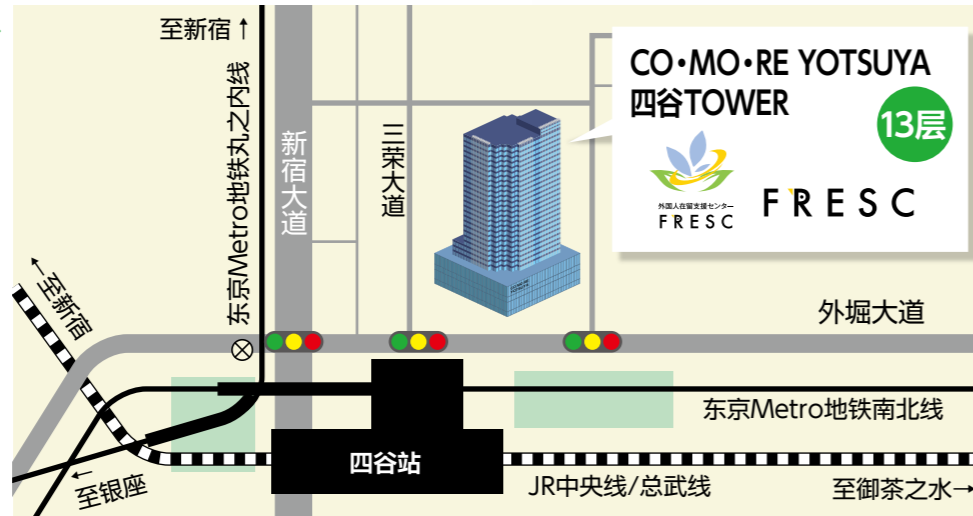 至新宿↑
东京Metro地铁丸之内线
新宿大道
三荣大道
CO・MO・RE YOTSUYA
四谷TOWER
13层
外国人在留支援センター
FRESC
FRESC
←至新宿
外堀大道
东京Metro地铁南北线
四谷站
←
至银座
JR中央线/总武线
至御茶之水→